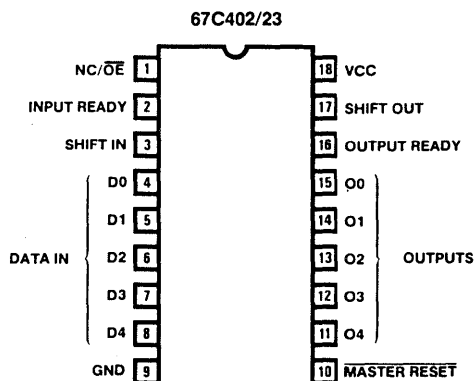 67C402/23
NC/OE 1 18 VCC
INPUT READY 2 17 SHIFT OUT
SHIFT IN 3 16 OUTPUT READY
D0 4 15 O0
D1 5 14 O1
DATA IN D2 6 13 O2 OUTPUTS
D3 7 12 O3
D4 8 11 O4
GND 9 10 MASTER RESET